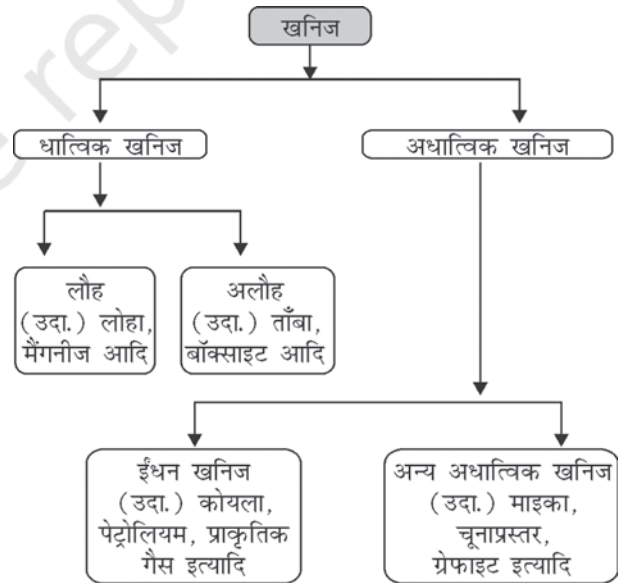 खनिज
धात्विक खनिज
अधात्विक खनिज
लौह
(उदा.) लोहा,
मैंगनीज आदि
अलौह
(उदा.) ताँबा,
बॉक्साइट आदि
ईंधन खनिज
(उदा.) कोयला,
पेट्रोलियम, प्राकृतिक
गैस इत्यादि
अन्य अधात्विक खनिज
(उदा.) माइका,
चूनाप्रस्तर,
ग्रेफाइट इत्यादि